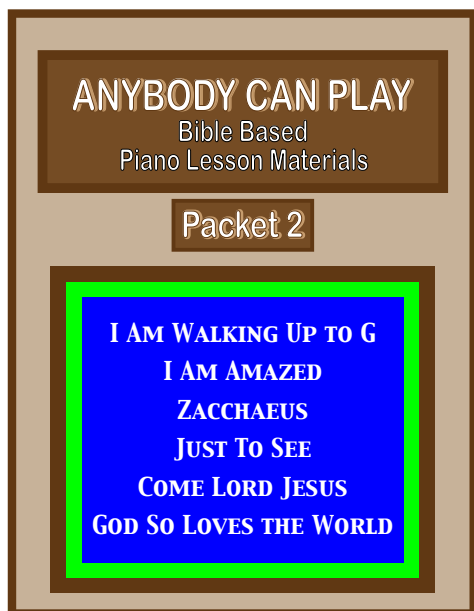 ANYBODY CAN PLAY
Bible Based
Piano Lesson Materials
Packet 2
I Am Walking Up to G
I Am Amazed
Zacchaeus
Just To See
Come Lord Jesus
God So Loves the World